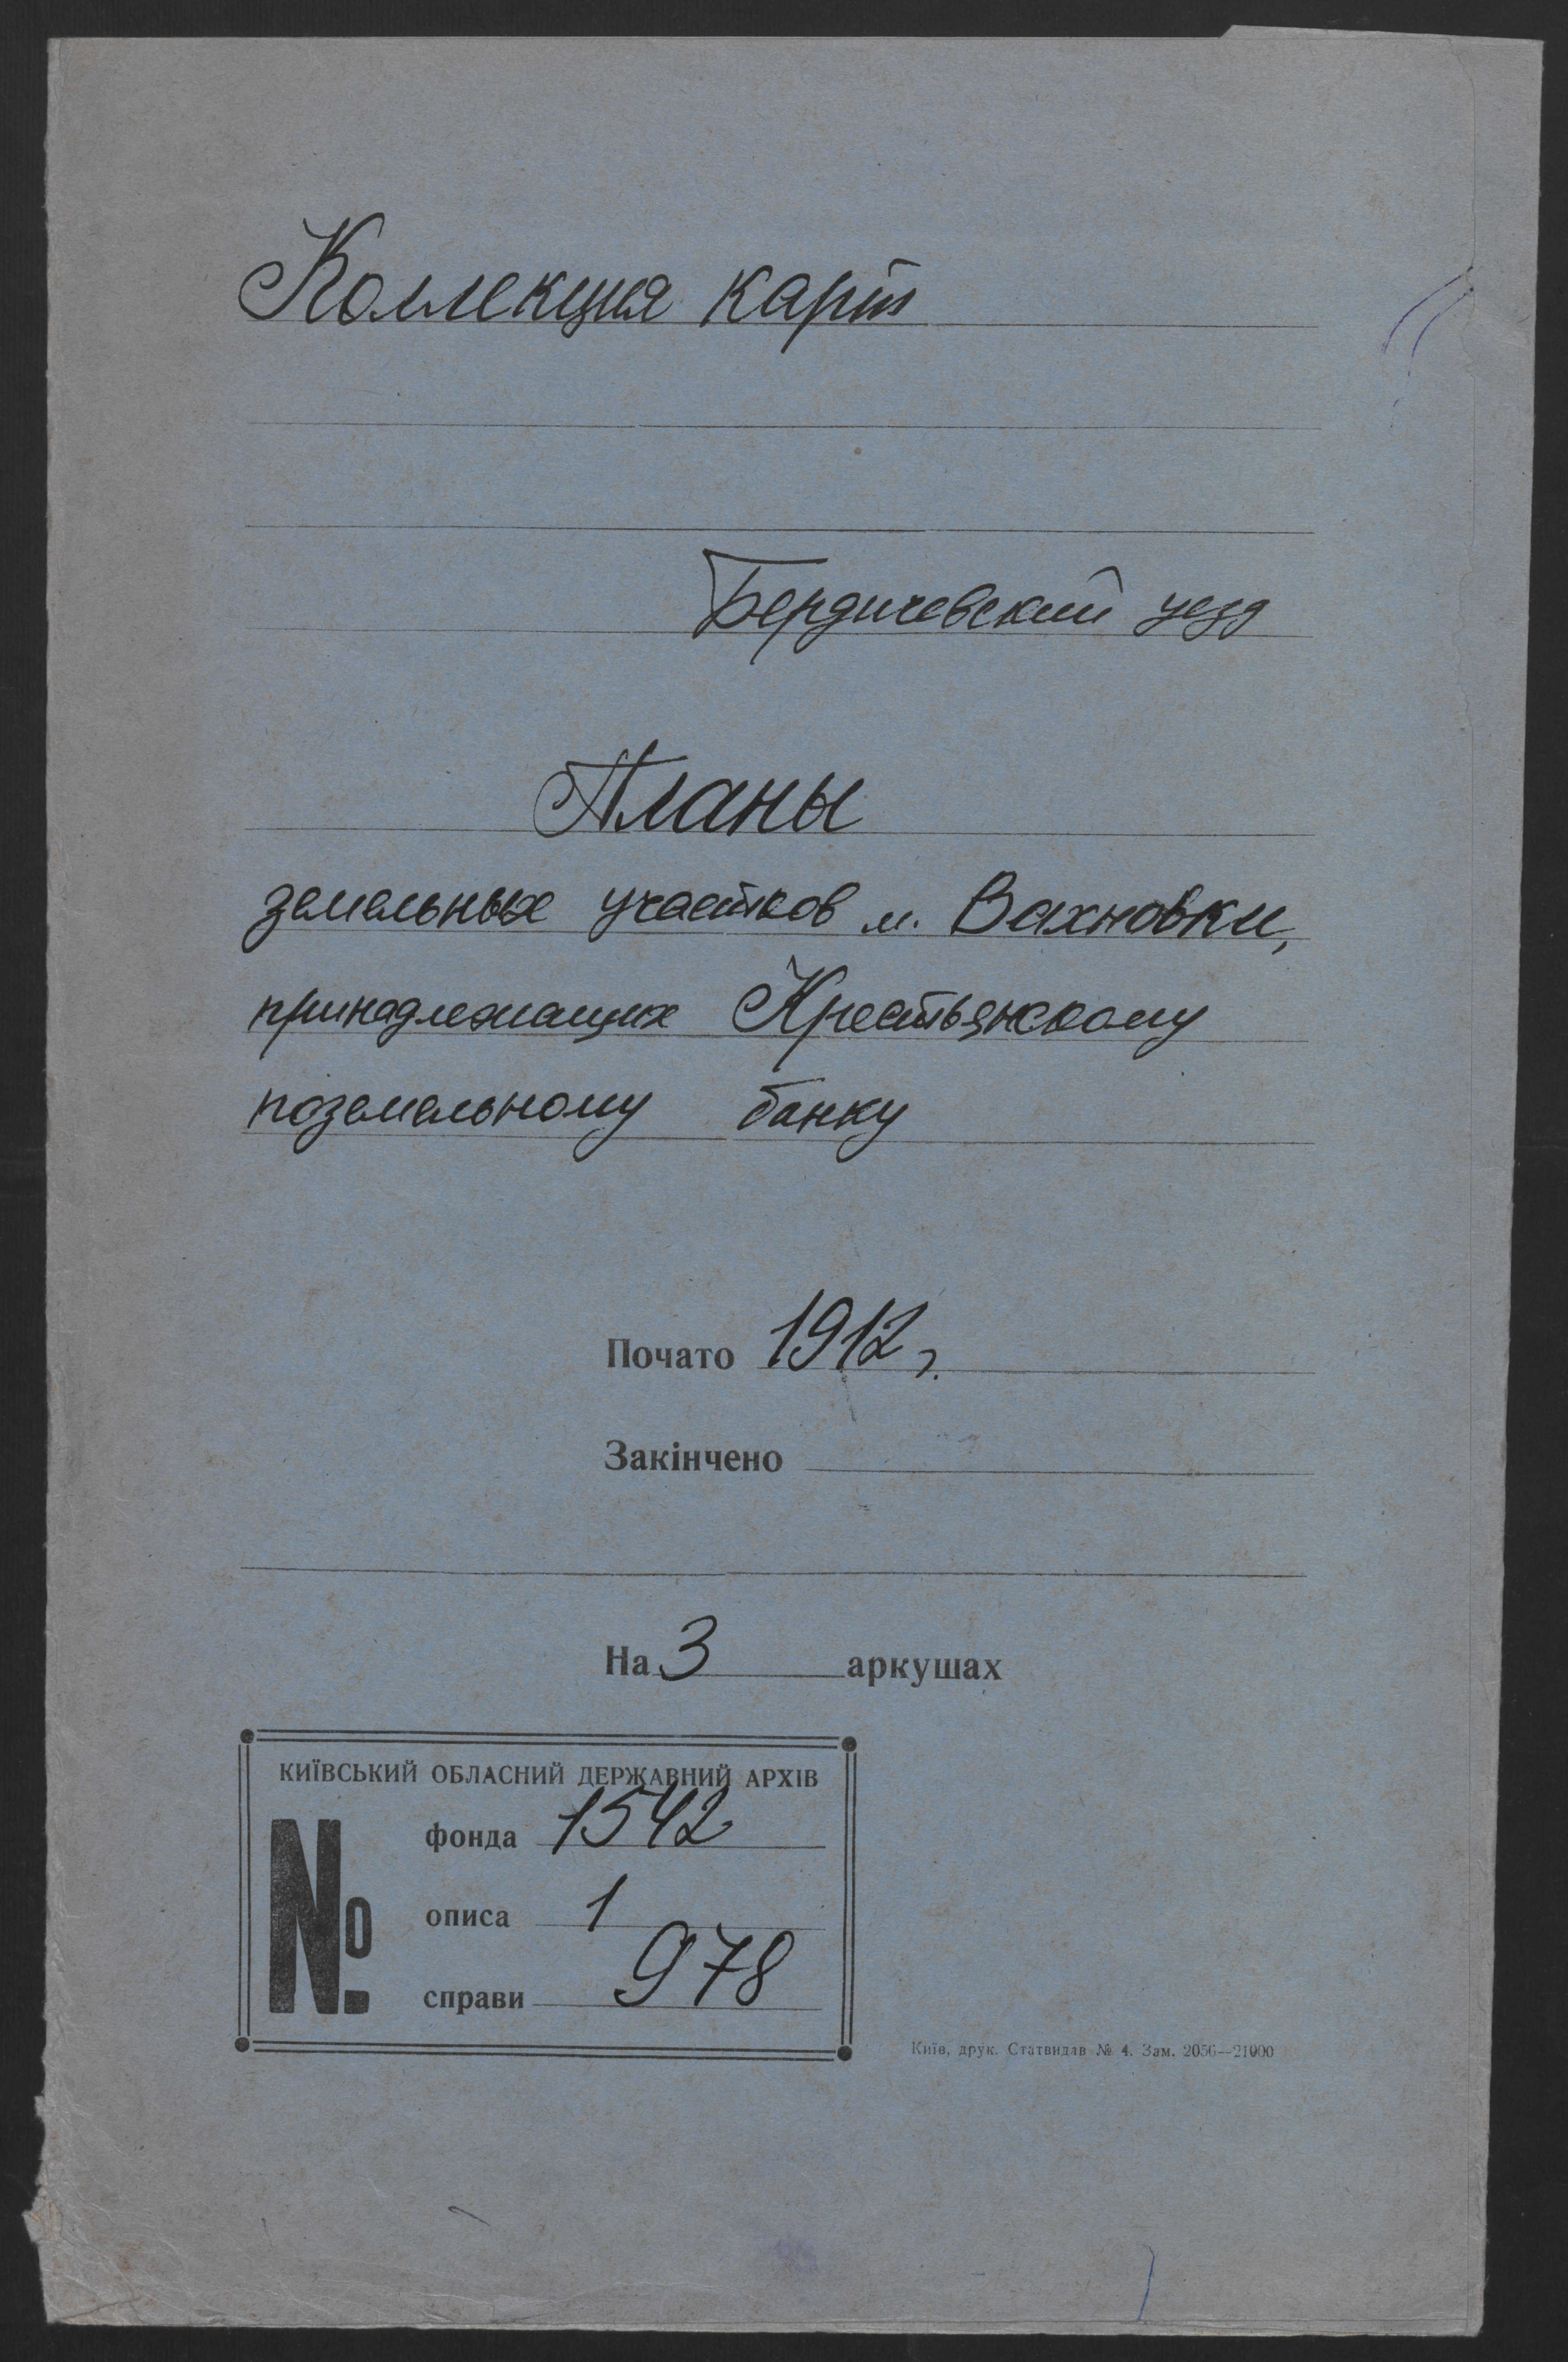 Коллекция карт
Бердичевский уезд
Планы
земельных участков м. Вахновки,
принадлежащих Крестьянскому
поземельному банку
Почато 1912 г.
Закінчено
На 3 аркушах
КИЇВСЬКИЙ ОБЛАСНИЙ ДЕРЖАВНИЙ АРХІВ
№
фонда 1542
описа 1
справи 978
Київ, друк. Статвидав № 4. Зам. 2056—21000